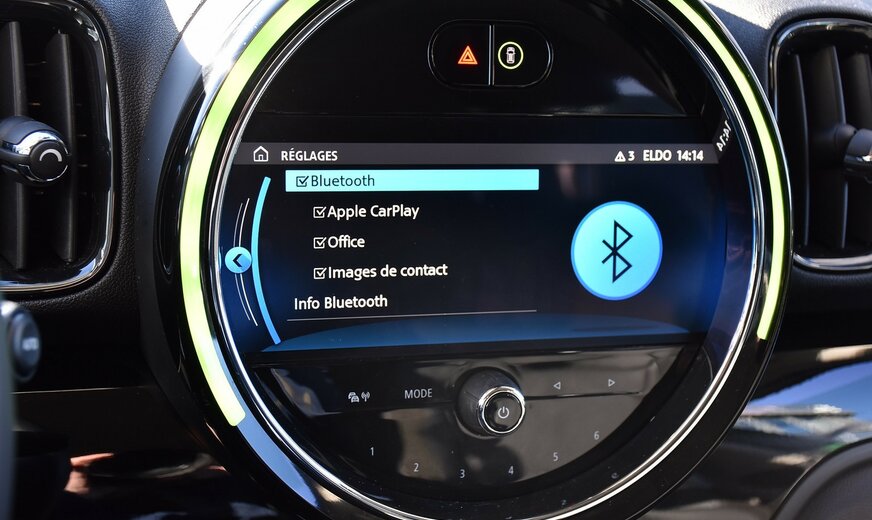 RÉGLAGES 3 ELDO 14:14
Bluetooth
Apple CarPlay
Office
Images de contact
Info Bluetooth
MODE
1 2 3 4 5 6
AUTO